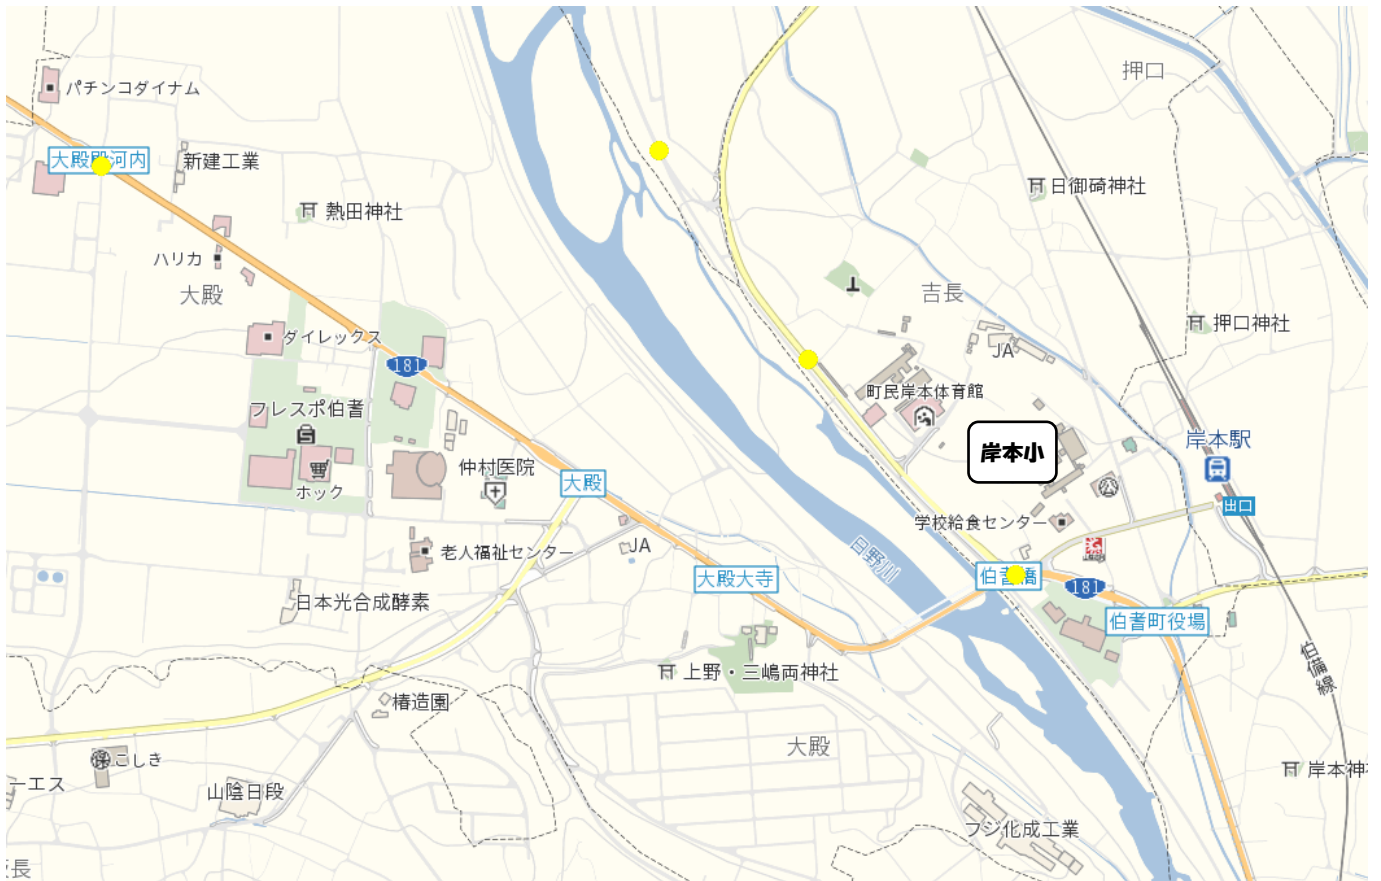 押口
パチンコダイナム
大殿殿河内
新建工業
日御碕神社
熱田神社
ハリカ
大殿
吉長
押口神社
ダイレックス
JA
181
町民岸本体育館
フレスポ伯耆
岸本小
岸本駅
仲村医院
大殿
ホック
出口
学校給食センター
老人福祉センター
JA
日野川
大殿大寺
伯耆橋
181
日本光合成酵素
伯耆町役場
伯備線
上野・三嶋両神社
椿造園
大殿
こしき
岸本神
ーエス
山陰日段
フジ化成工業
長